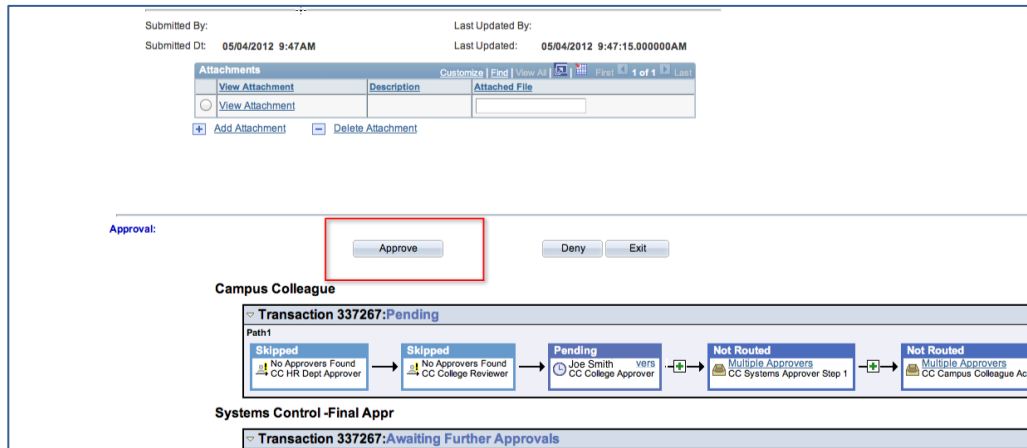 Submitted By: Last Updated By:
Submitted Dt: 05/04/2012 9:47AM Last Updated: 05/04/2012 9:47:15.000000AM
Attachments Customize | Find | View All | First 1 of 1 Last
View Attachment Description Attached File
View Attachment
Add Attachment Delete Attachment
Approval:
Approve Deny Exit
Campus Colleague
Transaction 337267:Pending
Path1
Skipped Skipped Pending Not Routed Not Routed
No Approvers Found No Approvers Found Joe Smith vers Multiple Approvers Multiple Approvers
CC HR Dept Approver CC College Reviewer CC College Approver CC Systems Approver Step 1 CC Campus Colleague Ac
Systems Control -Final Appr
Transaction 337267:Awaiting Further Approvals